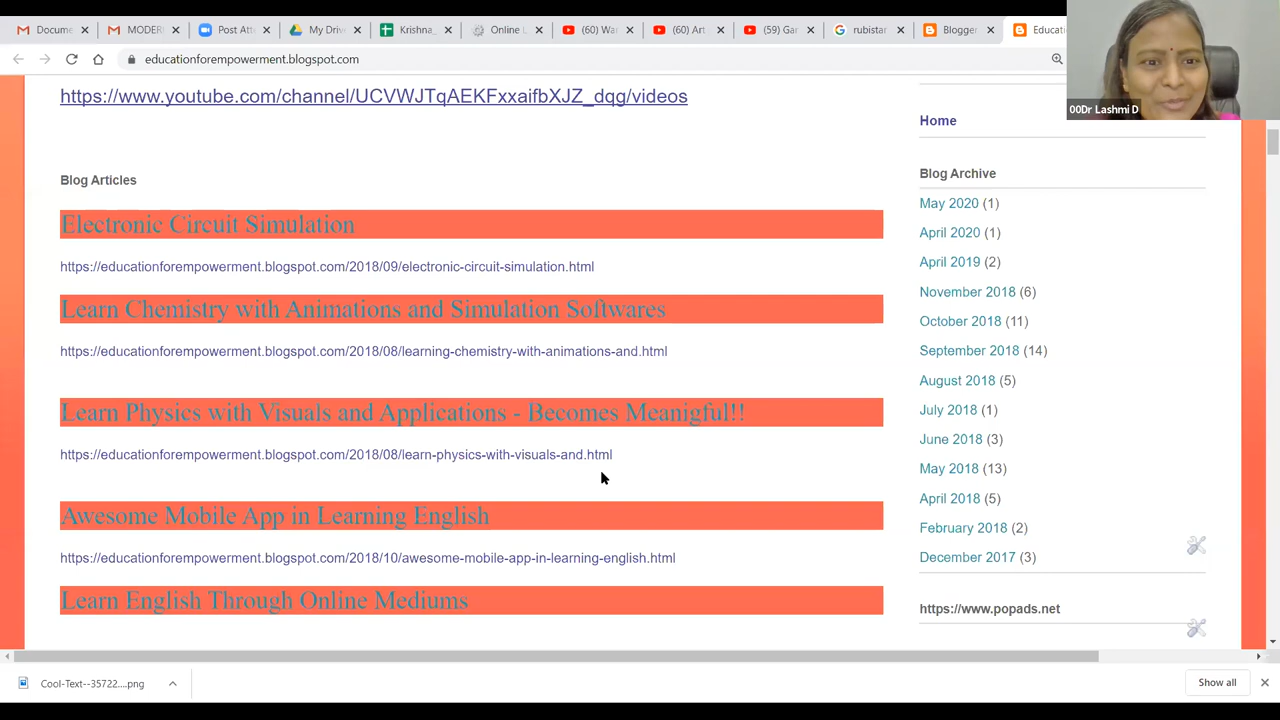 Docume
MODERI
Post Atte
My Drive
Krishna_
Online
(60) Wa
(60) Art
(59) Gar
rubistar
Blogger
Educati
educationforempowerment.blogspot.com
00Dr Lashmi D
https://www.youtube.com/channel/UCVWJTqAEKFxxaifbXJZ_dqg/videos
Blog Articles
Electronic Circuit Simulation
https://educationforempowerment.blogspot.com/2018/09/electronic-circuit-simulation.html
Learn Chemistry with Animations and Simulation Softwares
https://educationforempowerment.blogspot.com/2018/08/learning-chemistry-with-animations-and.html
Learn Physics with Visuals and Applications - Becomes Meanigful!!
https://educationforempowerment.blogspot.com/2018/08/learn-physics-with-visuals-and.html
Awesome Mobile App in Learning English
https://educationforempowerment.blogspot.com/2018/10/awesome-mobile-app-in-learning-english.html
Learn English Through Online Mediums
Home
Blog Archive
May 2020 (1)
April 2020 (1)
April 2019 (2)
November 2018 (6)
October 2018 (11)
September 2018 (14)
August 2018 (5)
July 2018 (1)
June 2018 (3)
May 2018 (13)
April 2018 (5)
February 2018 (2)
December 2017 (3)
https://www.popads.net
Cool-Text--35722....png
Show all